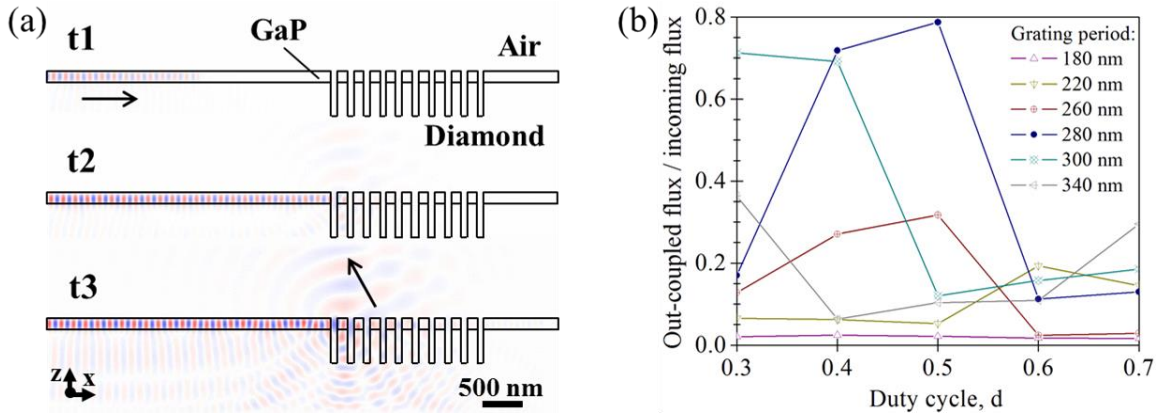 (a)
t1
GaP
Air
Diamond
t2
t3
z
x
500 nm
(b)
Out-coupled flux / incoming flux
0.8
0.6
0.4
0.2
0.0
0.3
0.4
0.5
0.6
0.7
Duty cycle, d
Grating period:
180 nm
220 nm
260 nm
280 nm
300 nm
340 nm